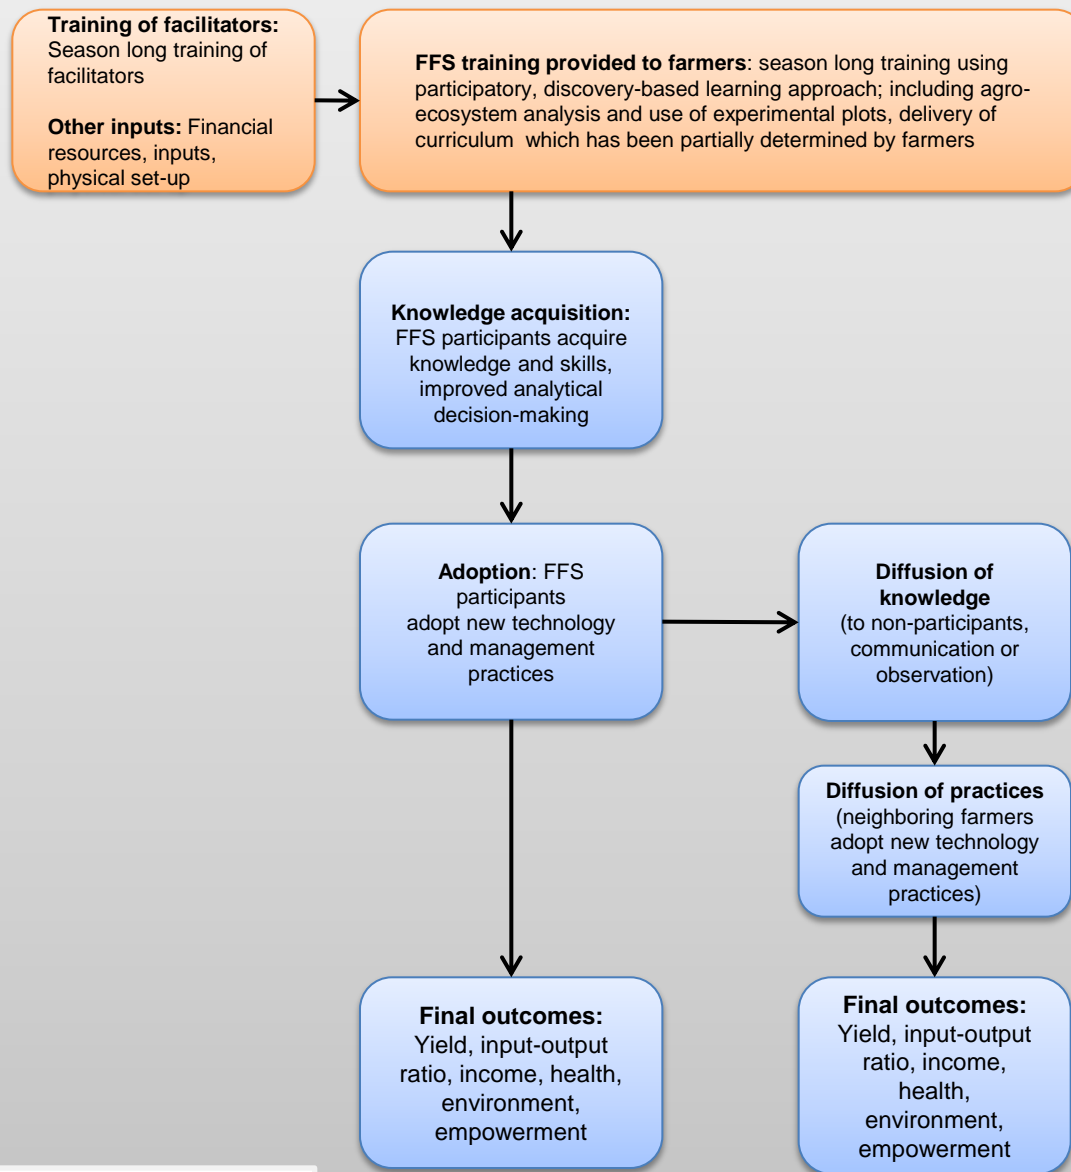 Training of facilitators:
Season long training of
facilitators
Other inputs: Financial
resources, inputs,
physical set-up
FFS training provided to farmers: season long training using
participatory, discovery-based learning approach; including agro-
ecosystem analysis and use of experimental plots, delivery of
curriculum which has been partially determined by farmers
Knowledge acquisition:
FFS participants acquire
knowledge and skills,
improved analytical
decision-making
Adoption: FFS
participants
adopt new technology
and management
practices
Diffusion of
knowledge
(to non-participants,
communication or
observation)
Diffusion of practices
(neighboring farmers
adopt new technology
and management
practices)
Final outcomes:
Yield, input-output
ratio, income, health,
environment,
empowerment
Final outcomes:
Yield, input-output
ratio, income,
health,
environment,
empowerment